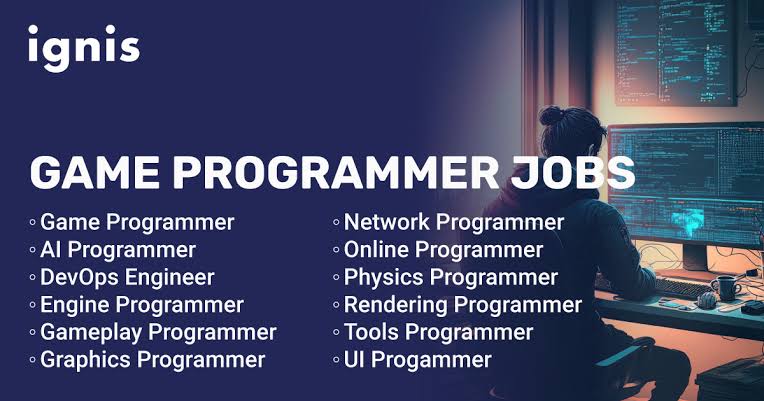 ignis
GAME PROGRAMMER JOBS
◦ Game Programmer
◦ AI Programmer
◦ DevOps Engineer
◦ Engine Programmer
◦ Gameplay Programmer
◦ Graphics Programmer
◦ Network Programmer
◦ Online Programmer
◦ Physics Programmer
◦ Rendering Programmer
◦ Tools Programmer
◦ UI Progammer